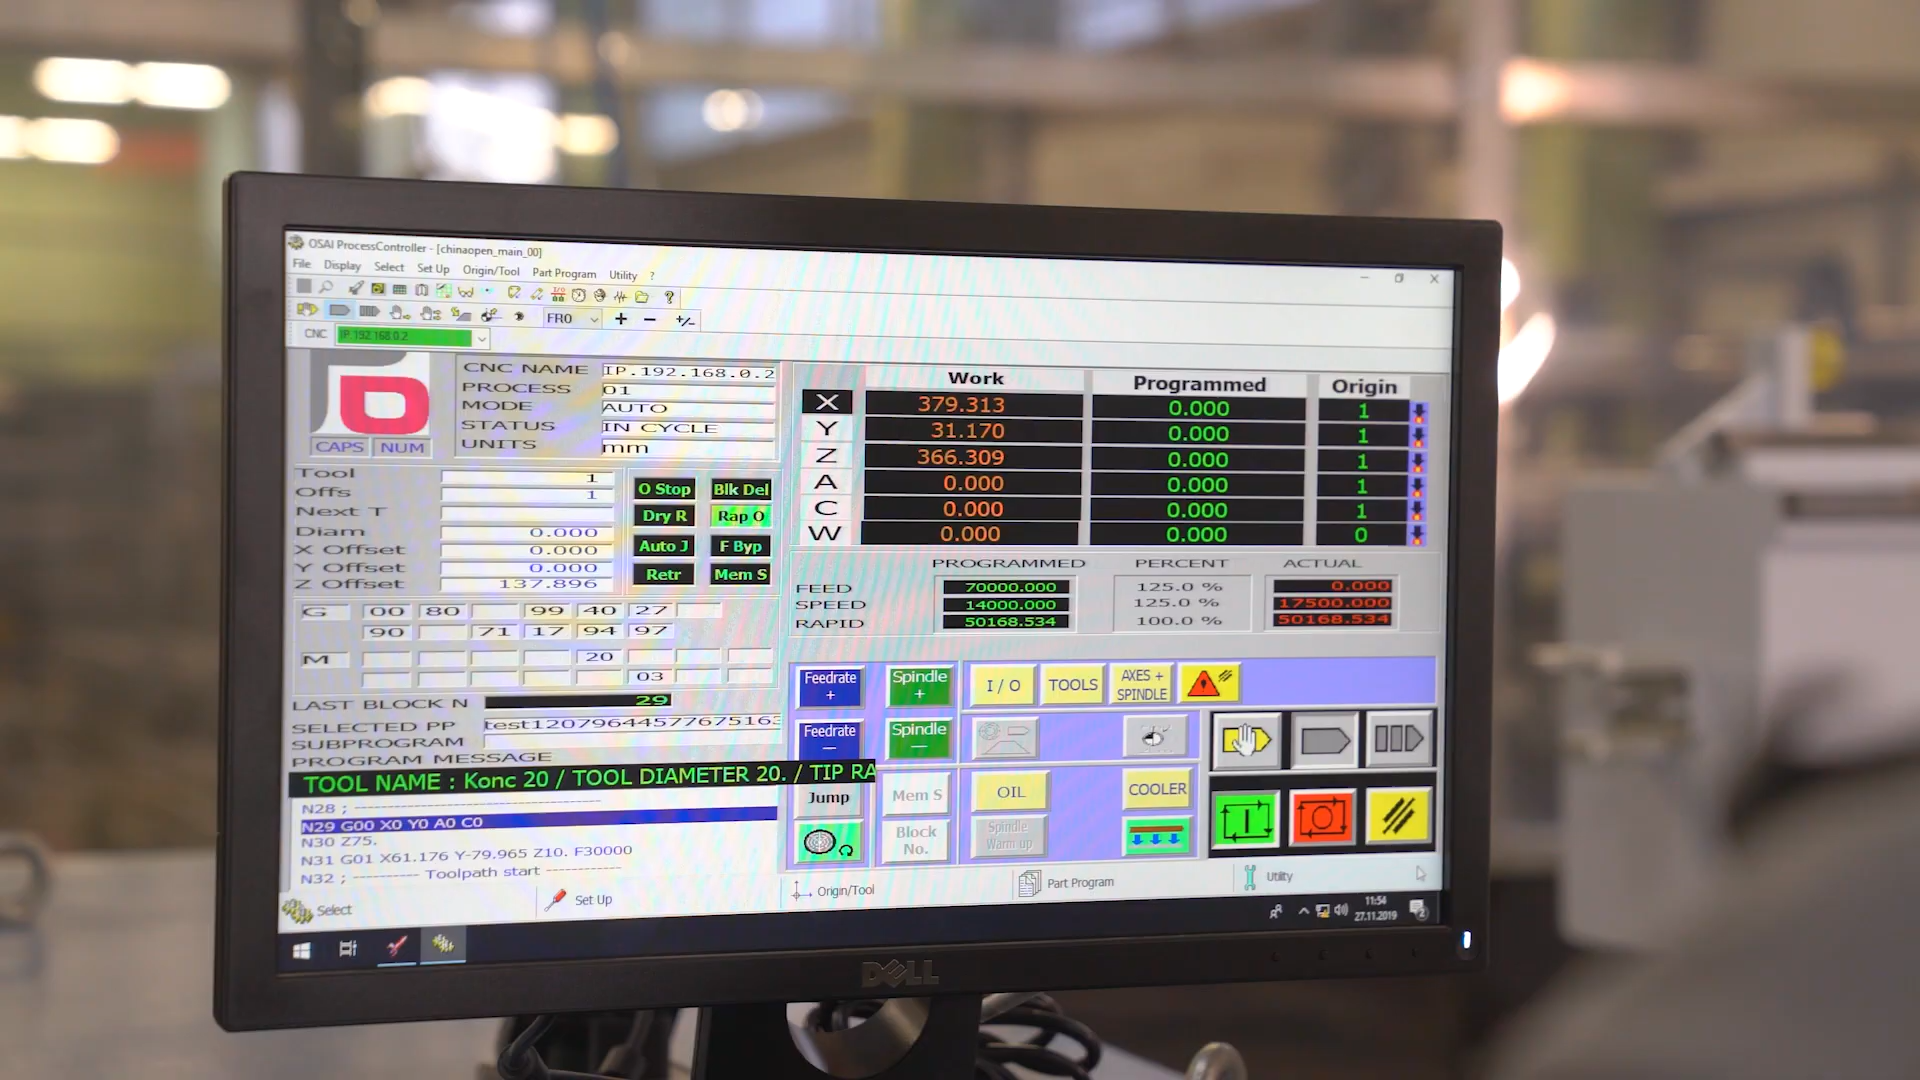 OSAI ProcessController - [chinaopen_main_00]
File Display Select Set Up Origin/Tool Part Program Utility ?
FRO + - +/-
CNC IP.192.168.0.2
CAPS NUM
CNC NAME IP.192.168.0.2
PROCESS 01
MODE AUTO
STATUS IN CYCLE
UNITS mm
Work Programmed Origin
X 379.313 0.000 1
Y 31.170 0.000 1
Z 366.309 0.000 1
A 0.000 0.000 1
C 0.000 0.000 1
W 0.000 0.000 0
Tool 1
Offs 1
Next T
Diam 0.000
X Offset 0.000
Y Offset 0.000
Z Offset 137.896
O Stop Blk Del
Dry R Rap O
Auto J F Byp
Retr Mem S
PROGRAMMED PERCENT ACTUAL
FEED 70000.000 125.0 % 0.000
SPEED 14000.000 125.0 % 17500.000
RAPID 50168.534 100.0 % 50168.534
G 00 80 99 40 27
90 71 17 94 97
M 20
03
LAST BLOCK N 29
SELECTED PP test1207964457767516
SUBPROGRAM
PROGRAM MESSAGE
TOOL NAME : Konc 20 / TOOL DIAMETER 20. / TIP RA
N28 ; ------------------------------------
N29 G00 X0 Y0 A0 C0
N30 Z75.
N31 G01 X61.176 Y-79.965 Z10. F30000
N32 ; ---------- Toolpath start ------------
Feedrate +
Spindle +
I / O
TOOLS
AXES + SPINDLE
Feedrate -
Spindle -
Jump
Mem S
OIL
COOLER
Block No.
Spindle Warm up
Select
Set Up
Origin/Tool
Part Program
Utility
11:54
27.11.2019
2
DELL